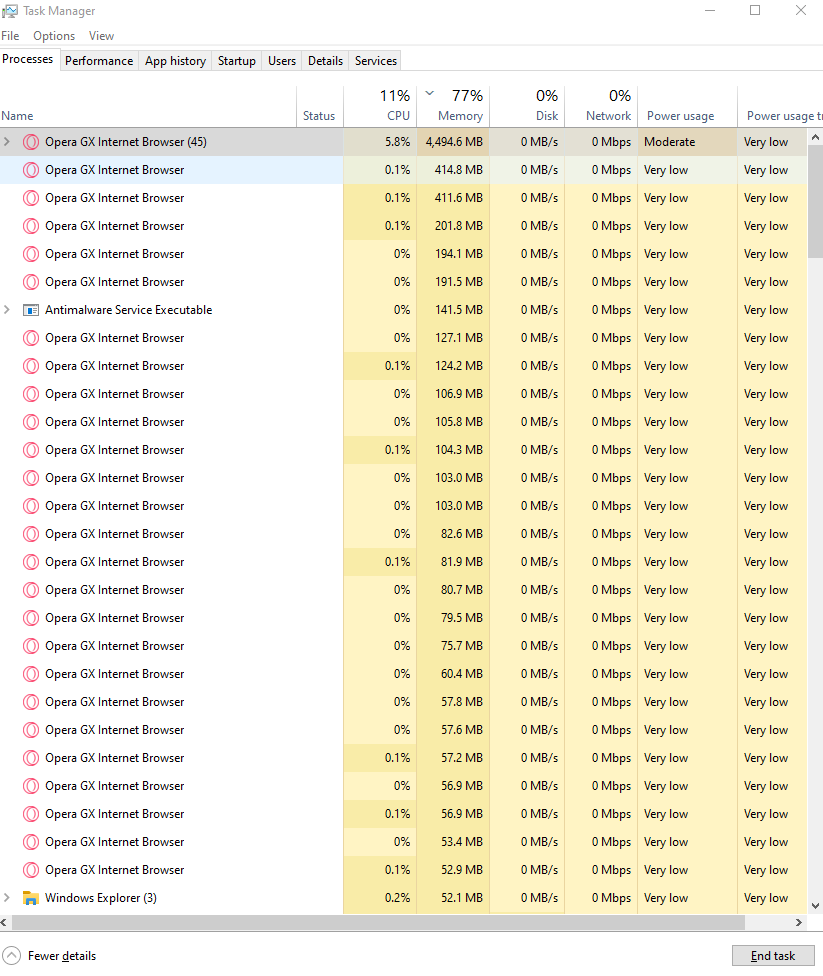 Task Manager
File Options View
Processes Performance App history Startup Users Details Services
11% 77% 0% 0%
Name Status CPU Memory Disk Network Power usage Power usage tr
Opera GX Internet Browser (45) 5.8% 4,494.6 MB 0 MB/s 0 Mbps Moderate Very low
Opera GX Internet Browser 0.1% 414.8 MB 0 MB/s 0 Mbps Very low Very low
Opera GX Internet Browser 0.1% 411.6 MB 0 MB/s 0 Mbps Very low Very low
Opera GX Internet Browser 0.1% 201.8 MB 0 MB/s 0 Mbps Very low Very low
Opera GX Internet Browser 0% 194.1 MB 0 MB/s 0 Mbps Very low Very low
Opera GX Internet Browser 0% 191.5 MB 0 MB/s 0 Mbps Very low Very low
Antimalware Service Executable 0% 141.5 MB 0 MB/s 0 Mbps Very low Very low
Opera GX Internet Browser 0% 127.1 MB 0 MB/s 0 Mbps Very low Very low
Opera GX Internet Browser 0.1% 124.2 MB 0 MB/s 0 Mbps Very low Very low
Opera GX Internet Browser 0% 106.9 MB 0 MB/s 0 Mbps Very low Very low
Opera GX Internet Browser 0% 105.8 MB 0 MB/s 0 Mbps Very low Very low
Opera GX Internet Browser 0.1% 104.3 MB 0 MB/s 0 Mbps Very low Very low
Opera GX Internet Browser 0% 103.0 MB 0 MB/s 0 Mbps Very low Very low
Opera GX Internet Browser 0% 103.0 MB 0 MB/s 0 Mbps Very low Very low
Opera GX Internet Browser 0% 82.6 MB 0 MB/s 0 Mbps Very low Very low
Opera GX Internet Browser 0.1% 81.9 MB 0 MB/s 0 Mbps Very low Very low
Opera GX Internet Browser 0% 80.7 MB 0 MB/s 0 Mbps Very low Very low
Opera GX Internet Browser 0% 79.5 MB 0 MB/s 0 Mbps Very low Very low
Opera GX Internet Browser 0% 75.7 MB 0 MB/s 0 Mbps Very low Very low
Opera GX Internet Browser 0% 60.4 MB 0 MB/s 0 Mbps Very low Very low
Opera GX Internet Browser 0% 57.8 MB 0 MB/s 0 Mbps Very low Very low
Opera GX Internet Browser 0% 57.6 MB 0 MB/s 0 Mbps Very low Very low
Opera GX Internet Browser 0.1% 57.2 MB 0 MB/s 0 Mbps Very low Very low
Opera GX Internet Browser 0% 56.9 MB 0 MB/s 0 Mbps Very low Very low
Opera GX Internet Browser 0.1% 56.9 MB 0 MB/s 0 Mbps Very low Very low
Opera GX Internet Browser 0% 53.4 MB 0 MB/s 0 Mbps Very low Very low
Opera GX Internet Browser 0.1% 52.9 MB 0 MB/s 0 Mbps Very low Very low
Windows Explorer (3) 0.2% 52.1 MB 0 MB/s 0 Mbps Very low Very low
Fewer details End task